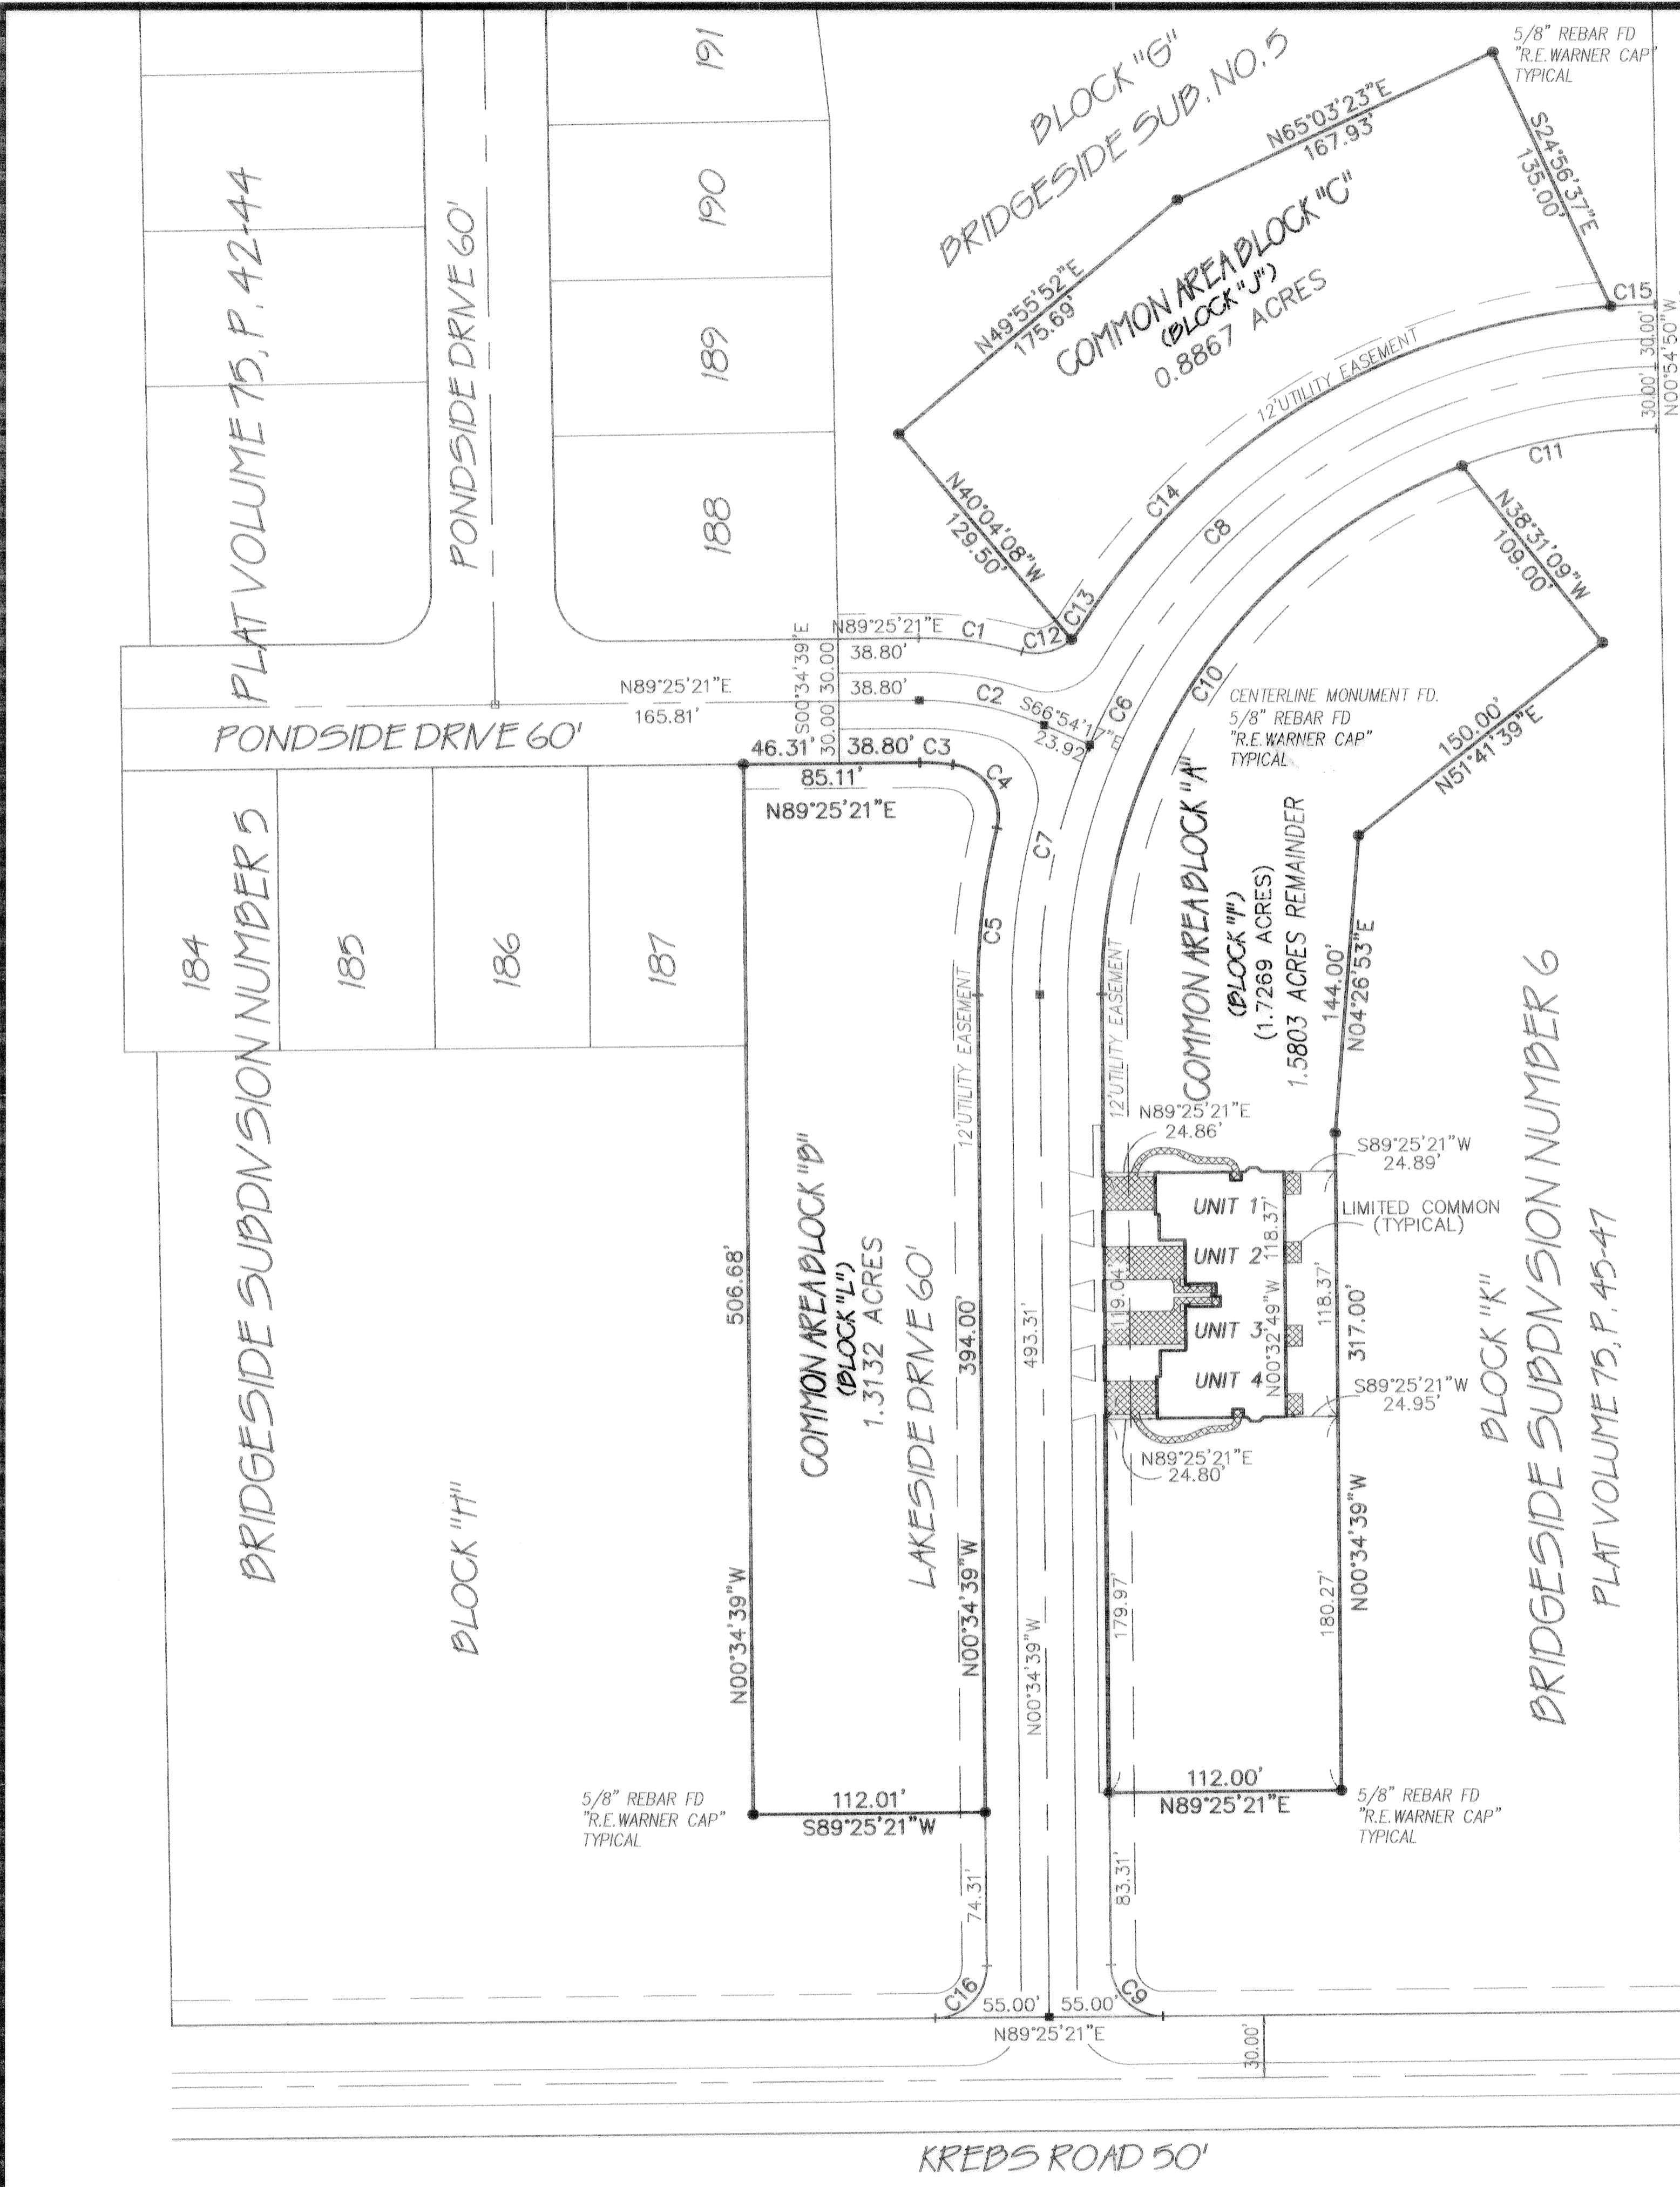 191
190
189
188
PLAT VOLUME 75, P. 42-44
PONDSIDE DRIVE 60'
BLOCK "G"
BRIDGESIDE SUB. NO. 5
5/8" REBAR FD
"R.E. WARNER CAP"
TYPICAL
N65°03'23"E
167.93'
S24°56'37"E
135.00'
N49°55'52"E
175.69'
COMMON AREA BLOCK "C"
(BLOCK "J")
0.8867 ACRES
12' UTILITY EASEMENT
C15
30.00'
30.00'
N00°54'50"W
N40°04'08"W
129.50'
C14
C8
C11
N38°31'09"W
109.00'
C13
C12
C1
N89°25'21"E
38.80'
S00°34'39"E
30.00
30.00
38.80'
C2
S66°54'17"E
23.92'
C6
C10
N89°25'21"E
165.81'
PONDSIDE DRIVE 60'
46.31'
38.80'
C3
85.11'
N89°25'21"E
C4
C7
C5
CENTERLINE MONUMENT FD.
5/8" REBAR FD
"R.E. WARNER CAP"
TYPICAL
150.00'
N51°41'39"E
COMMON AREA BLOCK "A"
(BLOCK "I")
(1.7269 ACRES)
1.5803 ACRES REMAINDER
144.00'
N04°26'53"E
184
185
186
187
BRIDGESIDE SUBDIVISION NUMBER 5
12' UTILITY EASEMENT
12' UTILITY EASEMENT
N89°25'21"E
24.86'
S89°25'21"W
24.89'
LIMITED COMMON
(TYPICAL)
UNIT 1
UNIT 2
UNIT 3
UNIT 4
118.37'
N00°32'49"W
119.04'
118.37'
317.00'
N00°34'39"W
S89°25'21"W
24.95'
N89°25'21"E
24.80'
COMMON AREA BLOCK "B"
(BLOCK "L")
1.3132 ACRES
LAKESIDE DRIVE 60'
506.68'
N00°34'39"W
394.00'
N00°34'39"W
493.31'
N00°34'39"W
179.97'
180.27'
BLOCK "H"
BLOCK "K"
BRIDGESIDE SUBDIVISION NUMBER 6
PLAT VOLUME 75, P. 45-47
5/8" REBAR FD
"R.E. WARNER CAP"
TYPICAL
112.01'
S89°25'21"W
112.00'
N89°25'21"E
5/8" REBAR FD
"R.E. WARNER CAP"
TYPICAL
74.31'
83.31'
C16
C9
55.00'
55.00'
N89°25'21"E
30.00'
KREBS ROAD 50'